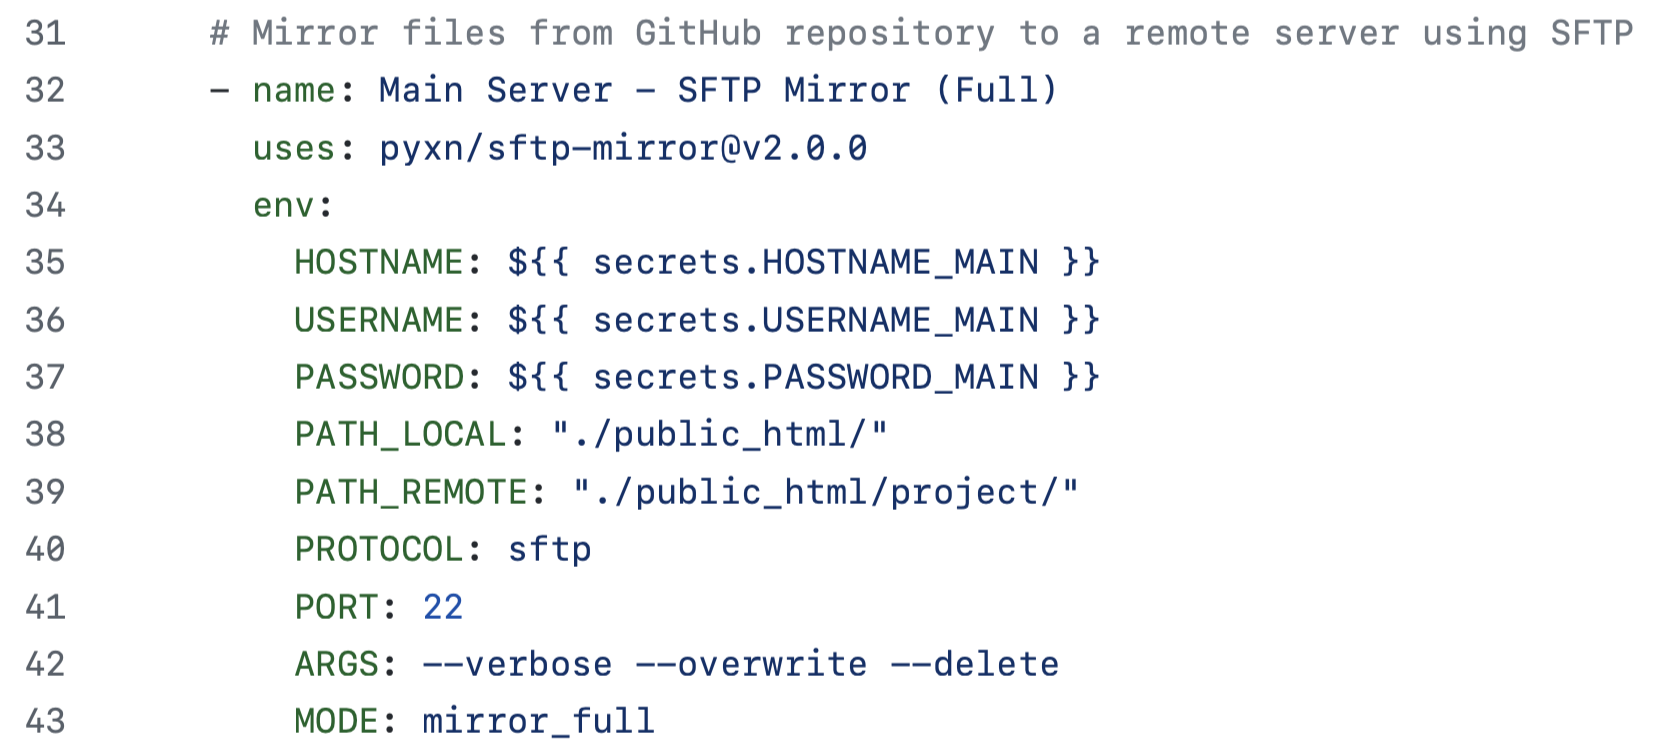 31 # Mirror files from GitHub repository to a remote server using SFTP
32 - name: Main Server - SFTP Mirror (Full)
33 uses: pyxn/sftp-mirror@v2.0.0
34 env:
35 HOSTNAME: ${{ secrets.HOSTNAME_MAIN }}
36 USERNAME: ${{ secrets.USERNAME_MAIN }}
37 PASSWORD: ${{ secrets.PASSWORD_MAIN }}
38 PATH_LOCAL: "./public_html/"
39 PATH_REMOTE: "./public_html/project/"
40 PROTOCOL: sftp
41 PORT: 22
42 ARGS: --verbose --overwrite --delete
43 MODE: mirror_full